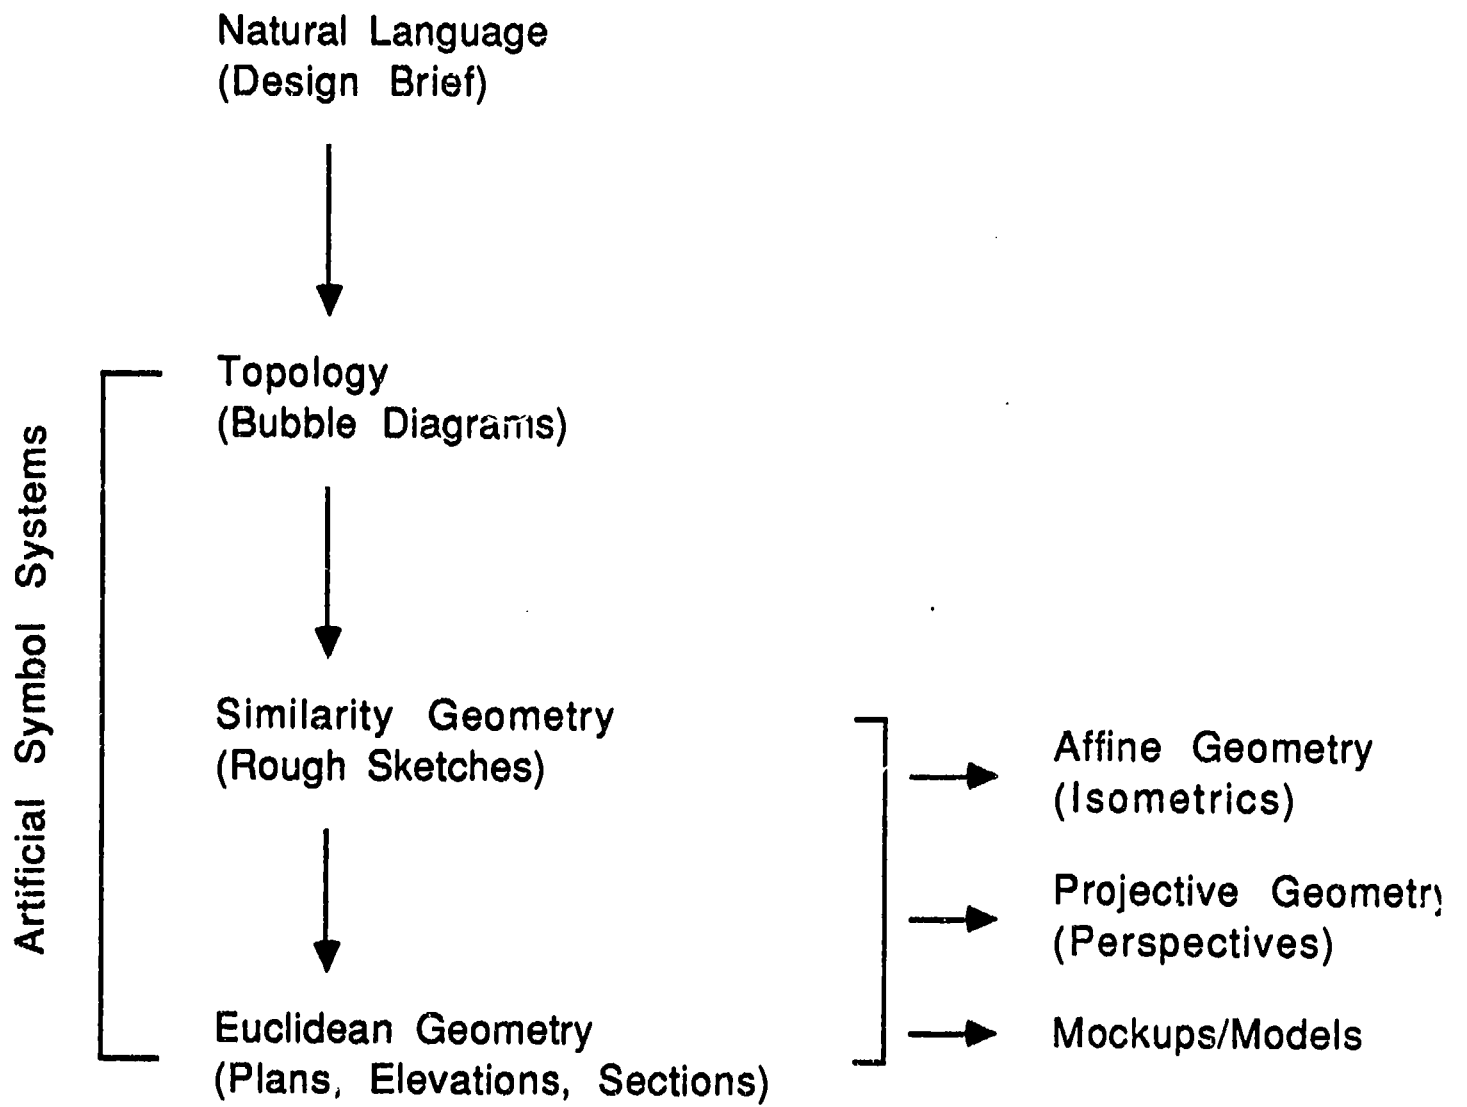 Natural Language
(Design Brief)
Topology
(Bubble Diagrams)
Artificial Symbol Systems
Similarity Geometry
(Rough Sketches)
Affine Geometry
(Isometrics)
Projective Geometry
(Perspectives)
Euclidean Geometry
(Plans, Elevations, Sections)
Mockups/Models